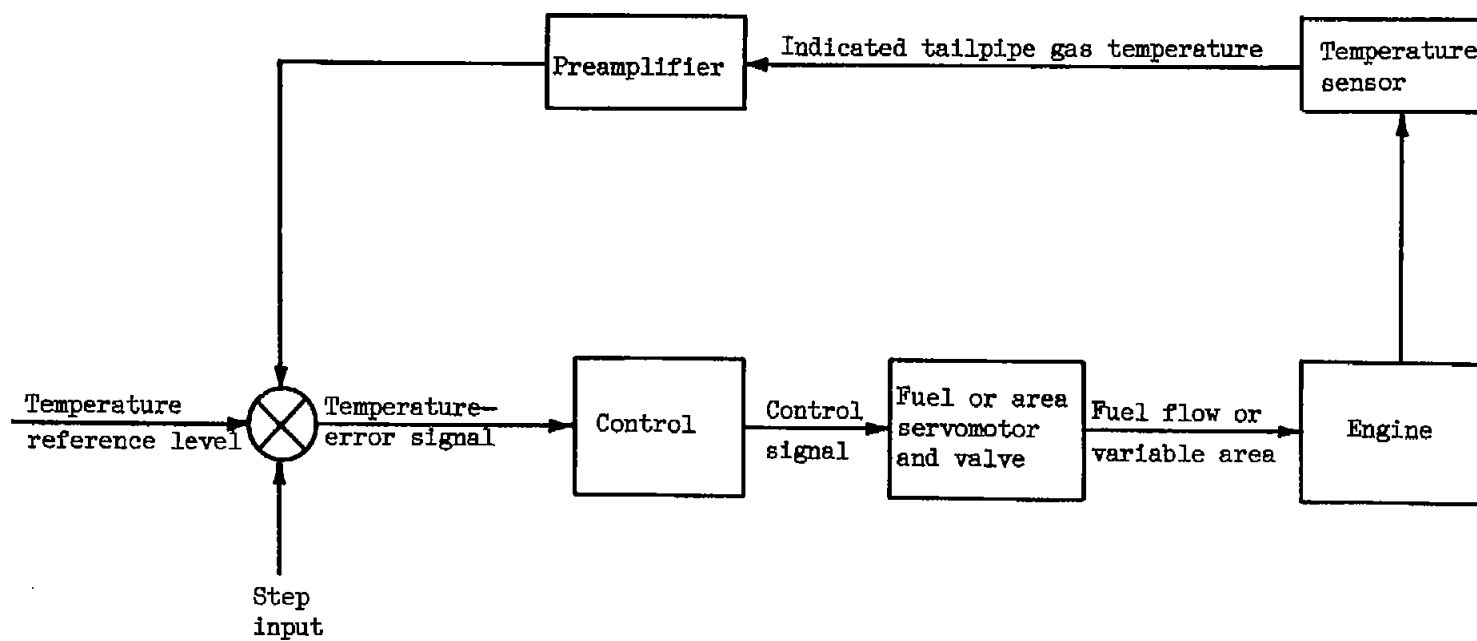 Indicated tailpipe gas temperature
Preamplifier
Temperature
sensor
Temperature
reference level
Temperature-
error signal
Control
Control
signal
Fuel or area
servomotor
and valve
Fuel flow or
variable area
Engine
Step
input